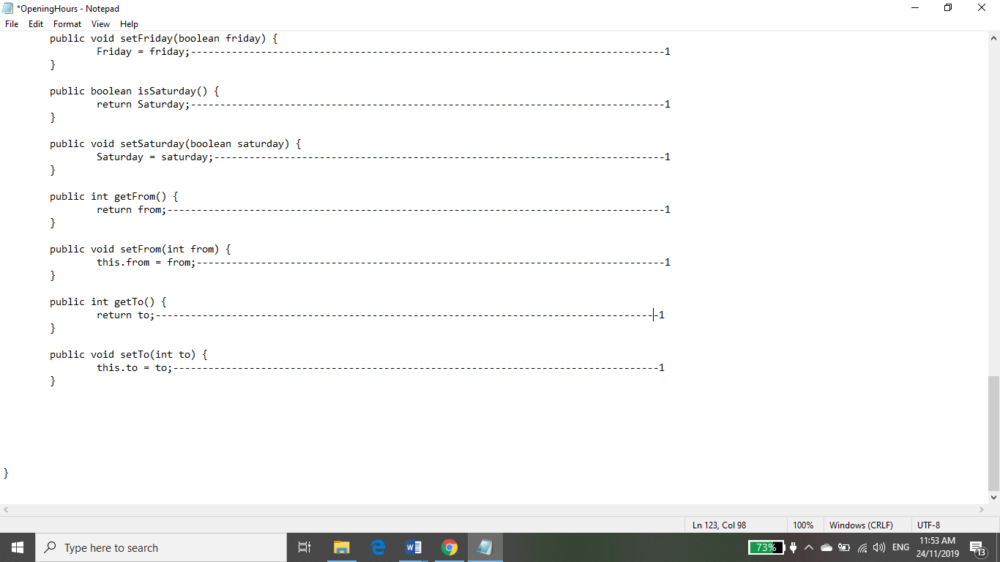 *OpeningHours - Notepad
File Edit Format View Help
public void setFriday(boolean friday) {
Friday = friday;---------------------------------------------------------------------------------1
}
public boolean isSaturday() {
return Saturday;---------------------------------------------------------------------------------1
}
public void setSaturday(boolean saturday) {
Saturday = saturday;-----------------------------------------------------------------------------1
}
public int getFrom() {
return from;-------------------------------------------------------------------------------------1
}
public void setFrom(int from) {
this.from = from;--------------------------------------------------------------------------------1
}
public int getTo() {
return to;--------------------------------------------------------------------------------------1
}
public void setTo(int to) {
this.to = to;-----------------------------------------------------------------------------------1
}
}
Ln 123, Col 98 100% Windows (CRLF) UTF-8
Type here to search
73% ENG 11:53 AM
24/11/2019
13